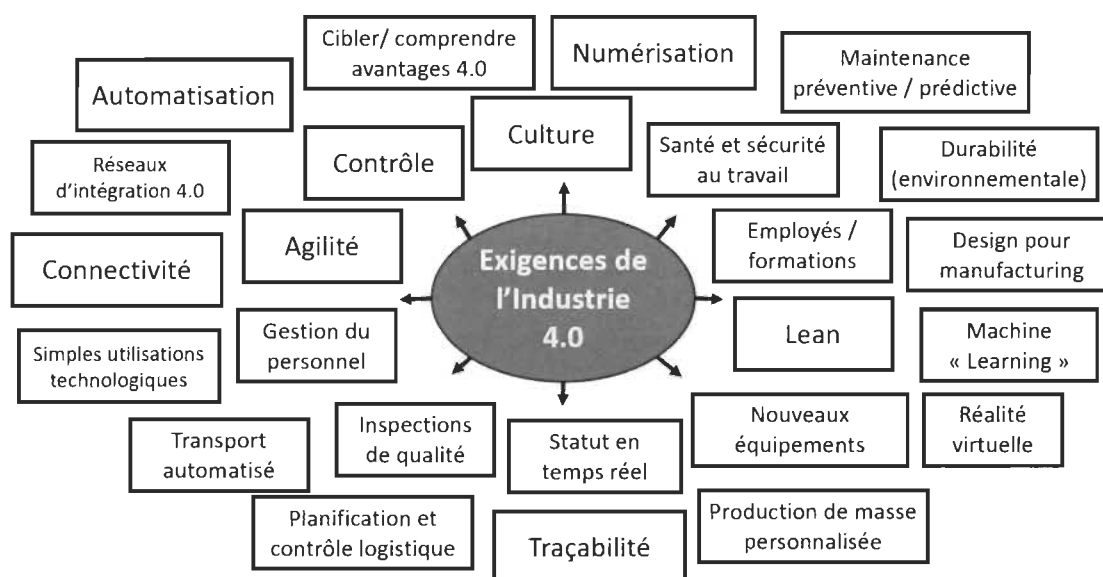 Cibler/ comprendre
avantages 4.0
Numérisation
Maintenance
préventive / prédictive
Automatisation
Culture
Contrôle
Santé et sécurité
au travail
Durabilité
(environnementale)
Réseaux
d'intégration 4.0
Agilité
Employés /
formations
Design pour
manufacturing
Connectivité
Exigences de
l'Industrie
4.0
Gestion du
personnel
Lean
Machine
« Learning »
Simples utilisations
technologiques
Inspections
de qualité
Statut en
temps réel
Nouveaux
équipements
Réalité
virtuelle
Transport
automatisé
Planification et
contrôle logistique
Traçabilité
Production de masse
personnalisée